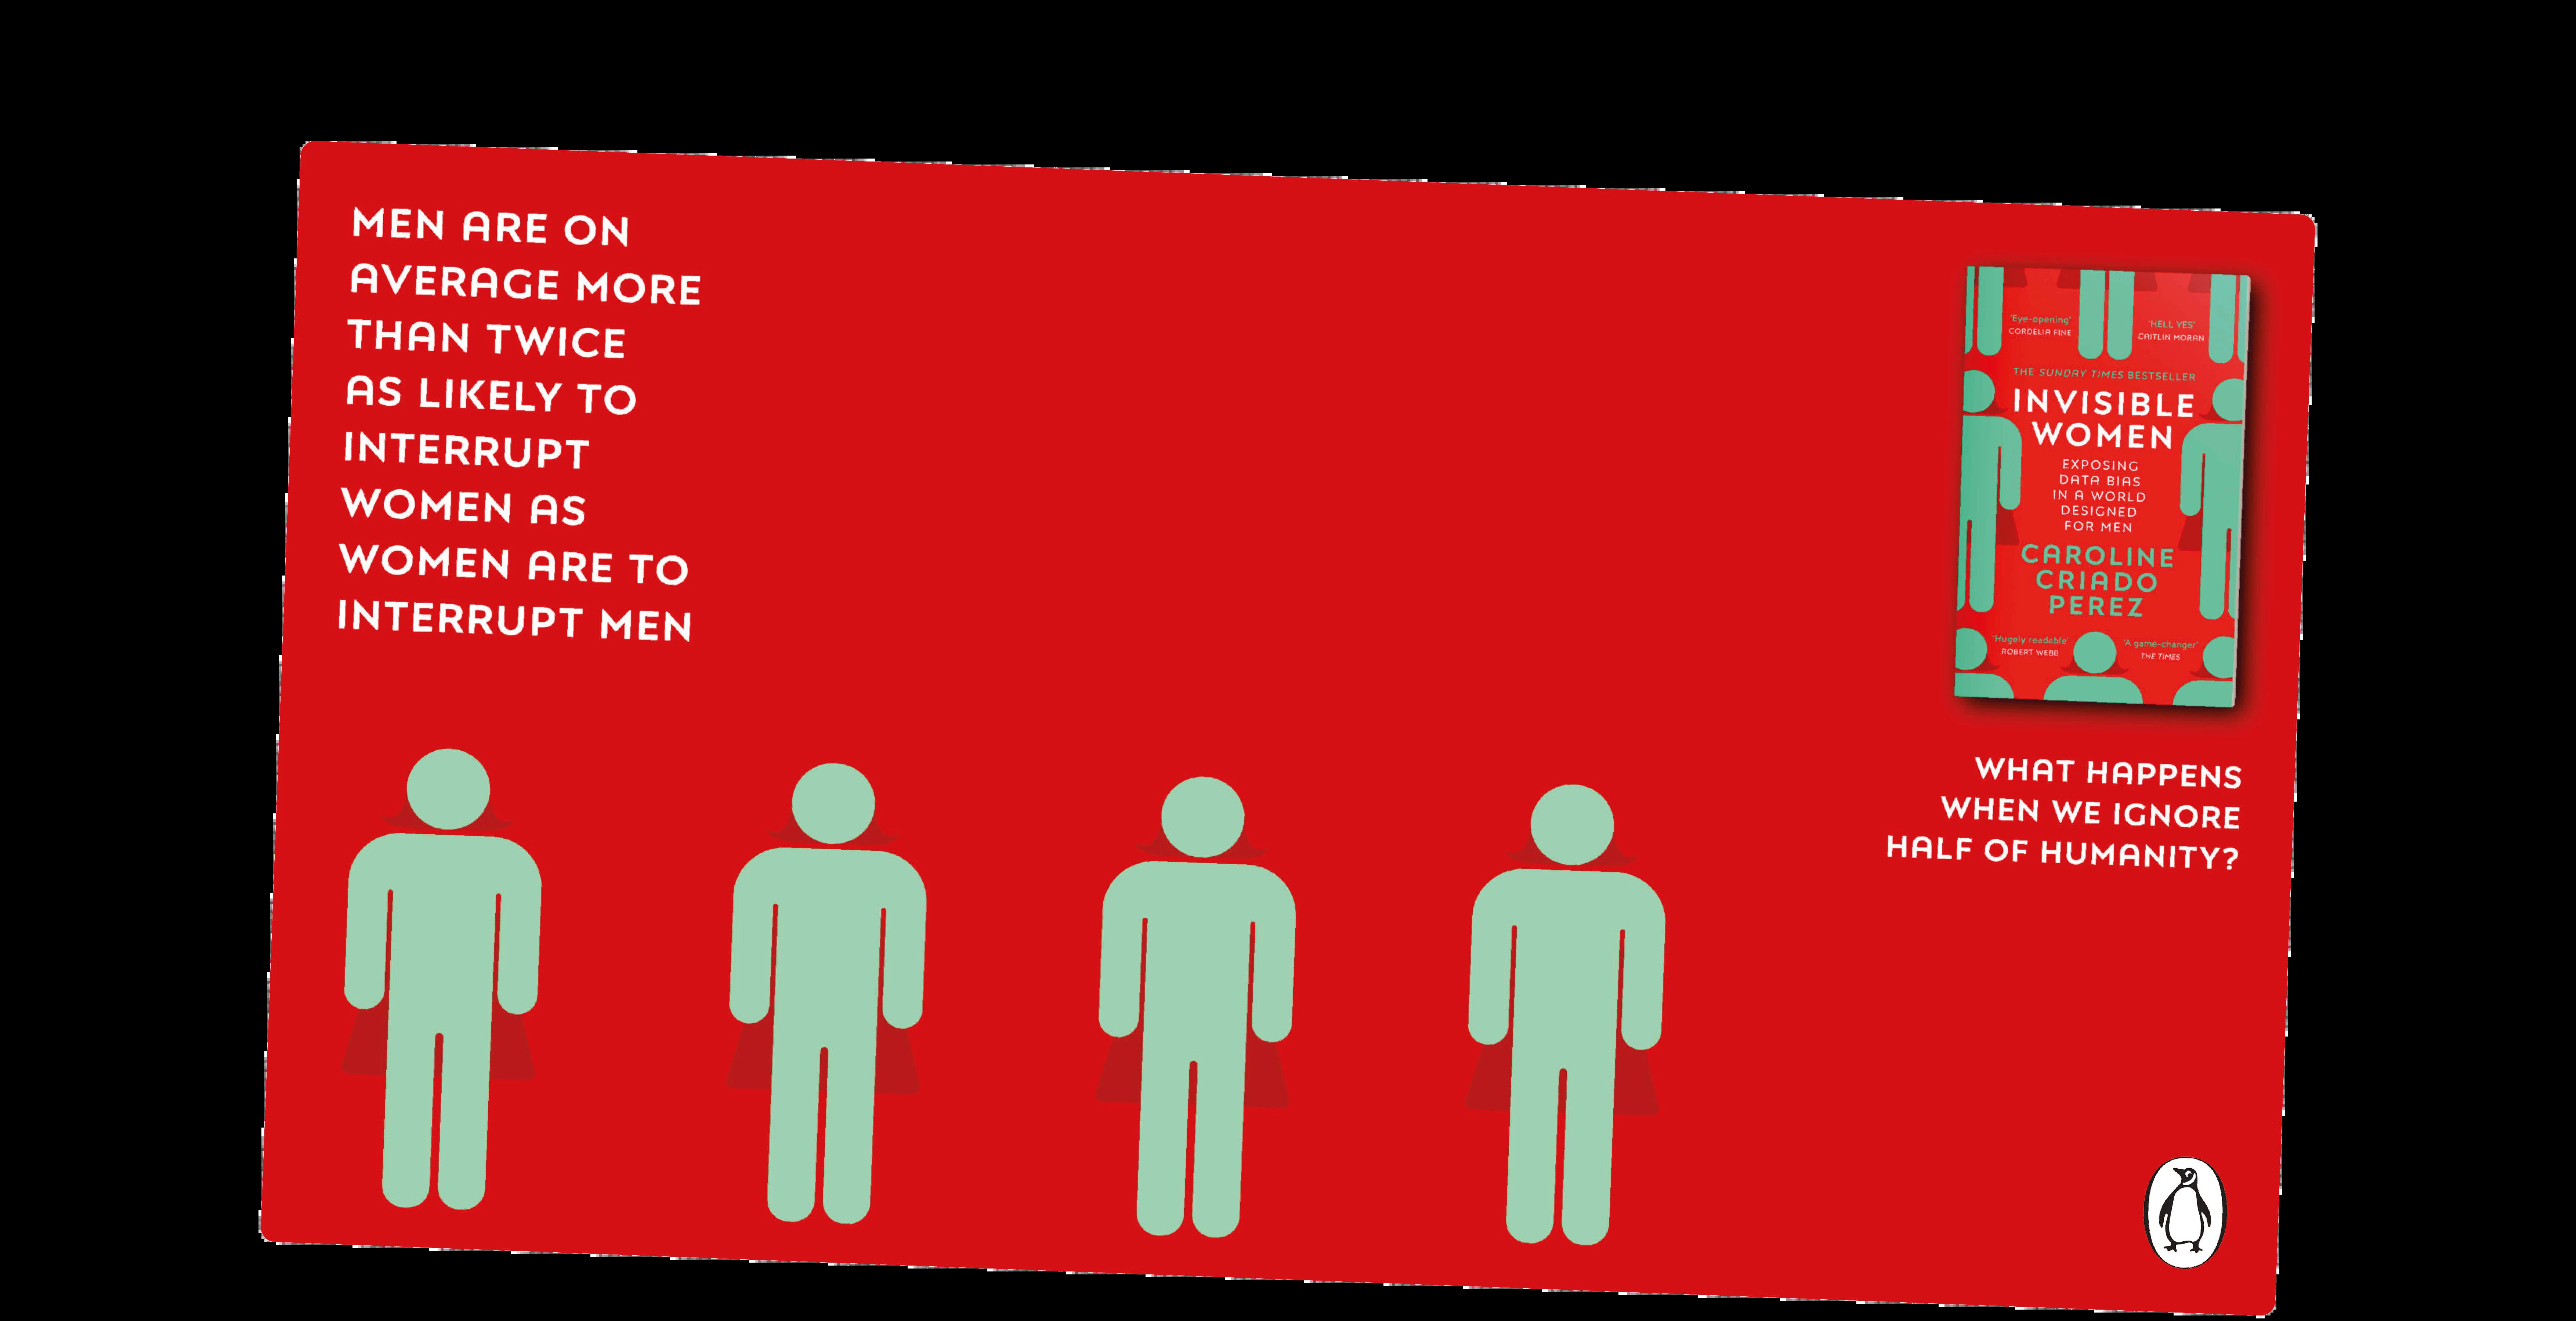 MEN ARE ON
AVERAGE MORE
THAN TWICE
AS LIKELY TO
INTERRUPT
WOMEN AS
WOMEN ARE TO
INTERRUPT MEN
'Eye-opening'
CORDELIA FINE
'HELL YES'
CAITLIN MORAN
THE SUNDAY TIMES BESTSELLER
INVISIBLE
WOMEN
EXPOSING
DATA BIAS
IN A WORLD
DESIGNED
FOR MEN
CAROLINE
CRIADO
PEREZ
'Hugely readable'
ROBERT WEBB
'A game-changer'
THE TIMES
WHAT HAPPENS
WHEN WE IGNORE
HALF OF HUMANITY?